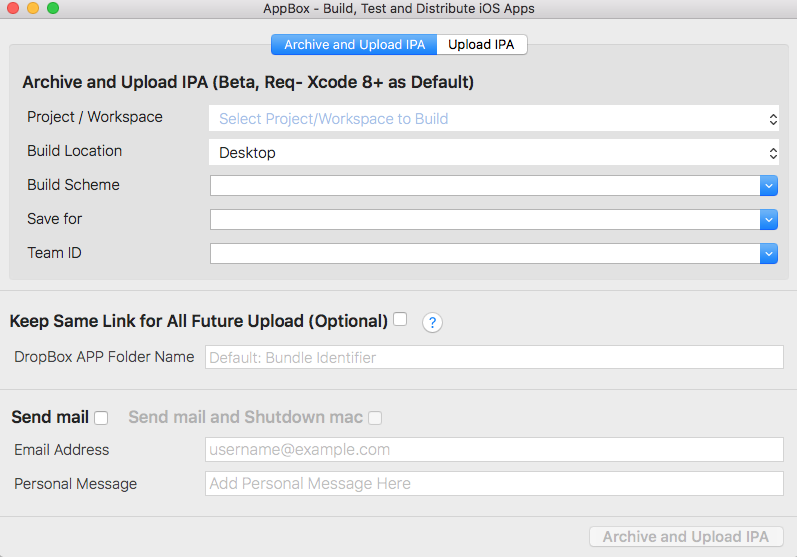 AppBox - Build, Test and Distribute iOS Apps
Archive and Upload IPA Upload IPA
Archive and Upload IPA (Beta, Req- Xcode 8+ as Default)
Project / Workspace Select Project/Workspace to Build
Build Location Desktop
Build Scheme
Save for
Team ID
Keep Same Link for All Future Upload (Optional) ?
DropBox APP Folder Name Default: Bundle Identifier
Send mail Send mail and Shutdown mac
Email Address username@example.com
Personal Message Add Personal Message Here
Archive and Upload IPA